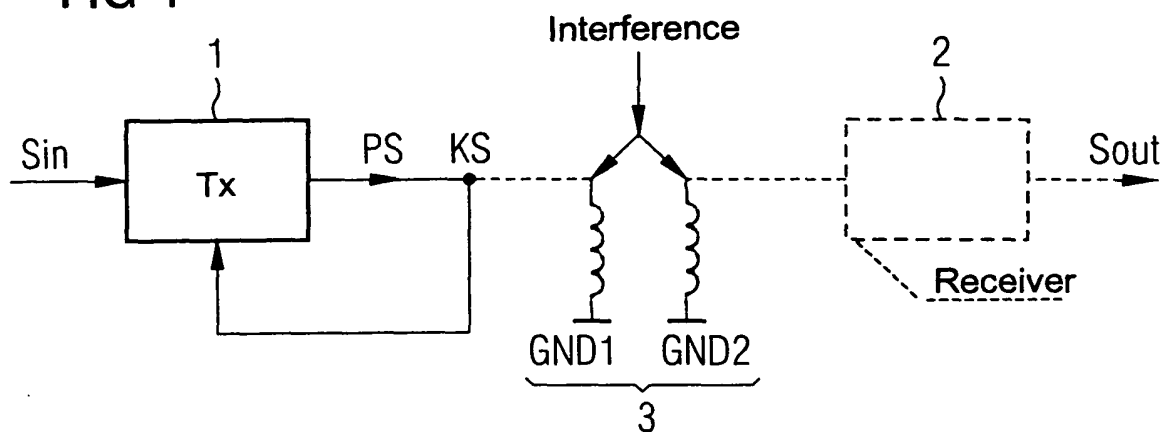 1
Interference
2
Sin
Tx
PS
KS
Sout
Receiver
GND1
GND2
3